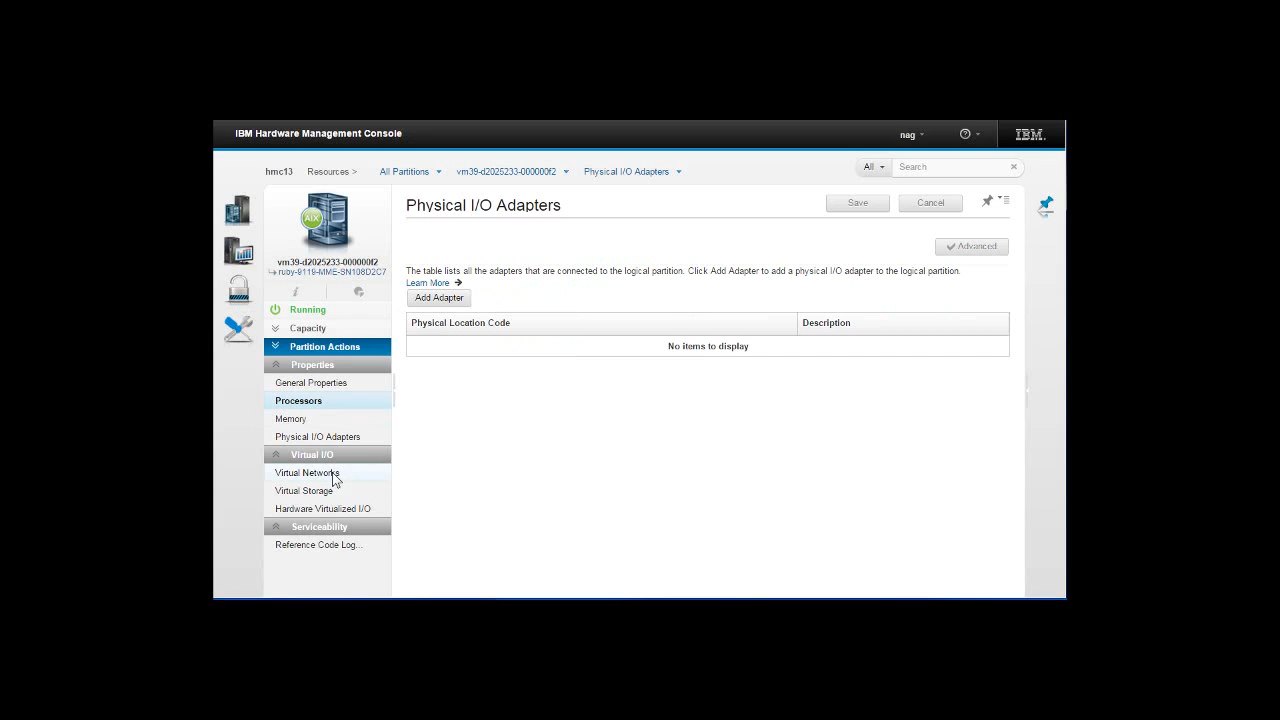 IBM Hardware Management Console
nag
IBM
hmc13 Resources > All Partitions vm39-d2025233-000000f2 Physical I/O Adapters
All Search
AIX
vm39-d2025233-000000f2
ruby-9119-MME-SN108D2C7
Running
Capacity
Partition Actions
Properties
General Properties
Processors
Memory
Physical I/O Adapters
Virtual I/O
Virtual Networks
Virtual Storage
Hardware Virtualized I/O
Serviceability
Reference Code Log...
Physical I/O Adapters
Save Cancel
Advanced
The table lists all the adapters that are connected to the logical partition. Click Add Adapter to add a physical I/O adapter to the logical partition.
Learn More
Add Adapter
Physical Location Code Description
No items to display